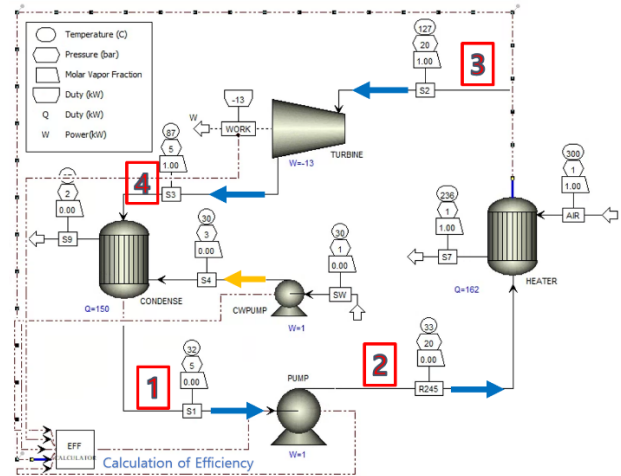 Temperature (C)
Pressure (bar)
Molar Vapor Fraction
Duty (kW)
Q Duty (kW)
W Power(kW)
127
20
1.00
S2
3
-13
W
WORK
TURBINE
W=-13
87
5
1.00
S3
4
2
0.00
S9
CONDENSE
Q=150
30
3
0.00
S4
30
1
0.00
SW
CWPUMP
W=1
236
1
1.00
S7
300
1
1.00
AIR
HEATER
Q=162
1
32
5
0.00
S1
PUMP
W=1
2
33
20
0.00
R245
EFF
CALCULATOR
Calculation of Efficiency